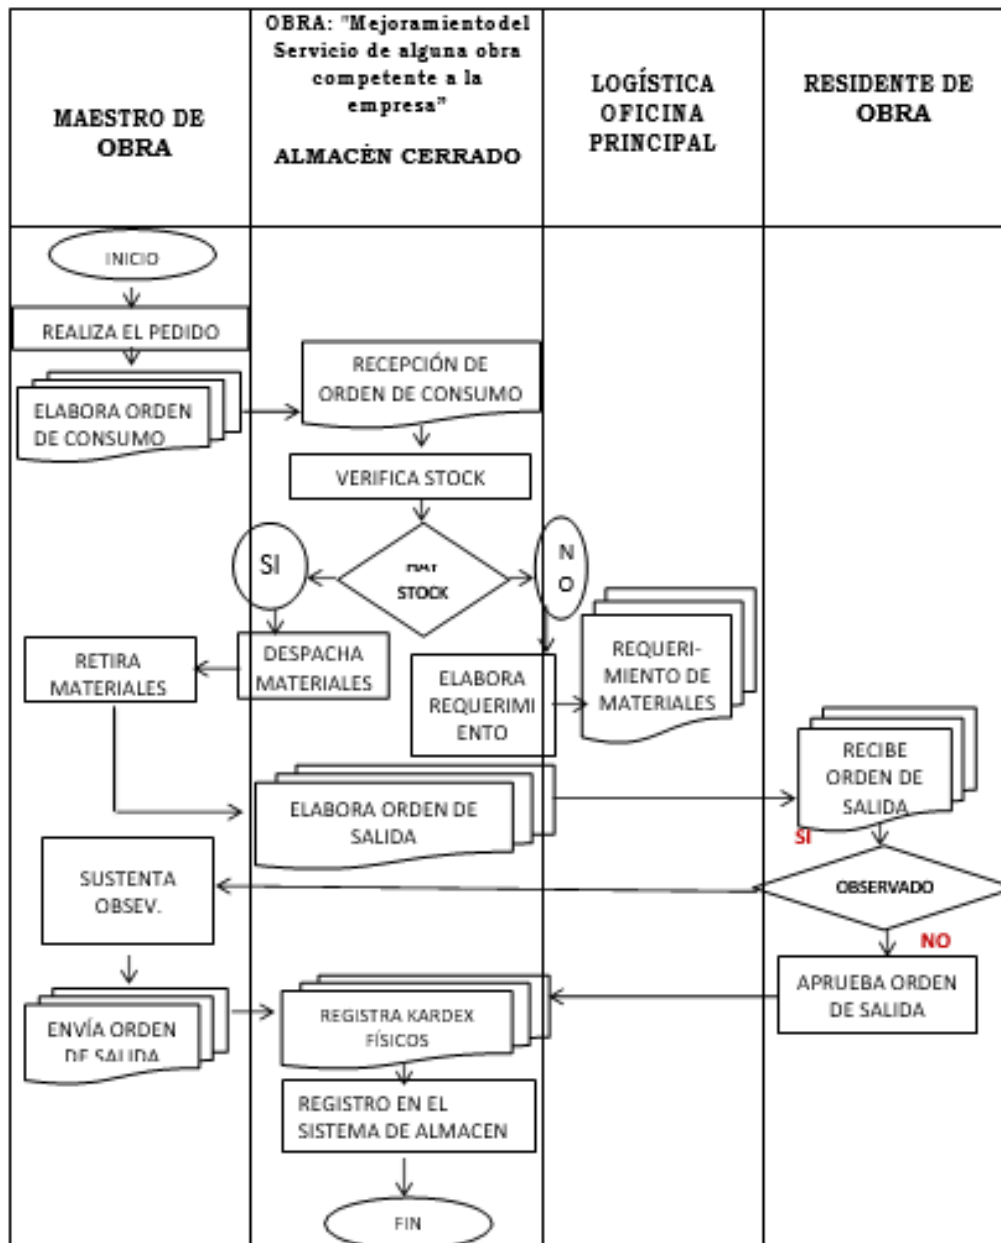 MAESTRO DE
OBRA
OBRA: "Mejoramiento del
Servicio de alguna obra
competente a la
empresa"
ALMACÉN CERRADO
LOGÍSTICA
OFICINA
PRINCIPAL
RESIDENTE DE
OBRA
INICIO
REALIZA EL PEDIDO
ELABORA ORDEN
DE CONSUMO
RECEPCIÓN DE
ORDEN DE CONSUMO
VERIFICA STOCK
SI
HAY
STOCK
N
O
RETIRA
MATERIALES
DESPACHA
MATERIALES
ELABORA
REQUERIMI
ENTO
REQUERI-
MIENTO DE
MATERIALES
RECIBE
ORDEN DE
SALIDA
ELABORA ORDEN DE
SALIDA
SI
SUSTENTA
OBSEV.
OBSERVADO
NO
APRUEBA ORDEN
DE SALIDA
ENVÍA ORDEN
DE SALIDA
REGISTRA KARDEX
FÍSICOS
REGISTRO EN EL
SISTEMA DE ALMACEN
FIN